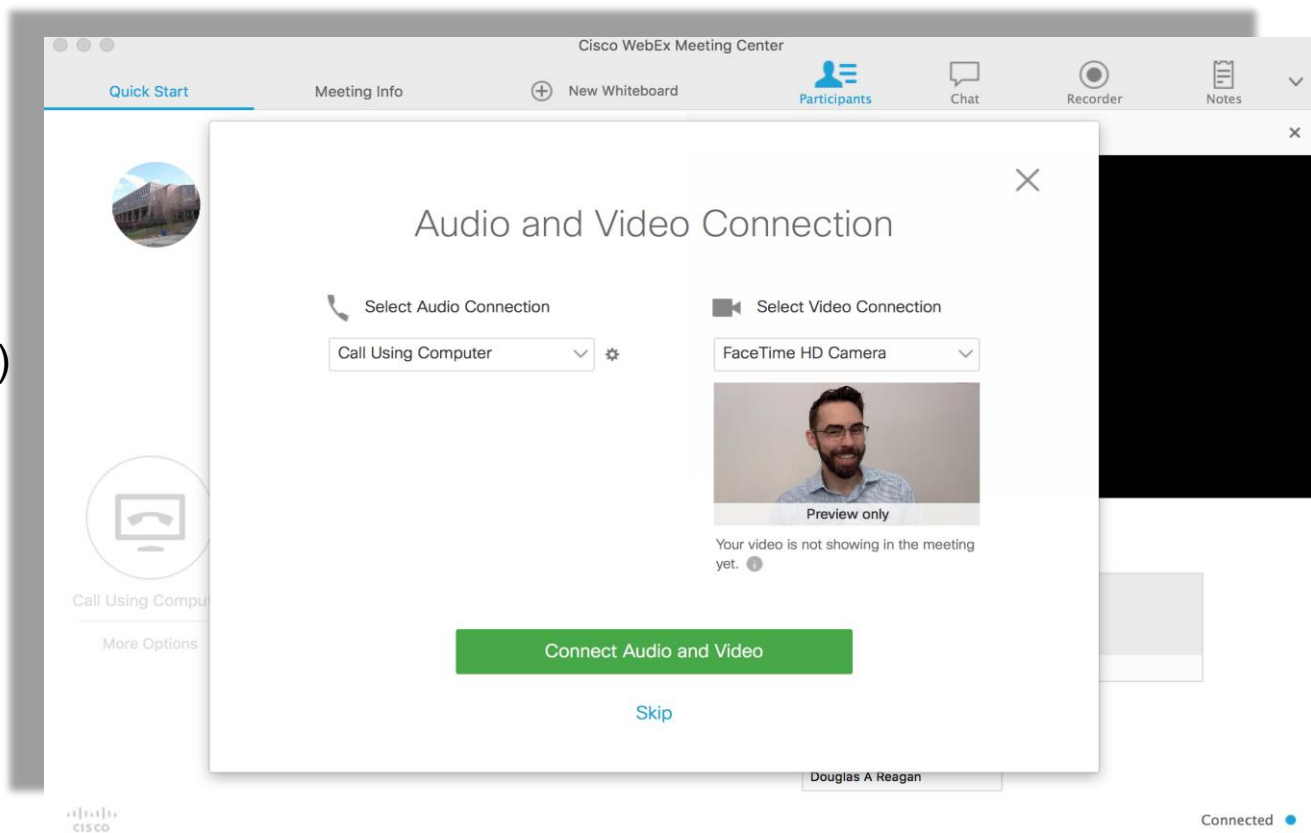 Cisco WebEx Meeting Center
Quick Start
Meeting Info
New Whiteboard
Participants
Chat
Recorder
Notes
Audio and Video Connection
Select Audio Connection
Select Video Connection
Call Using Computer
FaceTime HD Camera
)
Preview only
Your video is not showing in the meeting
yet.
Call Using Comput
More Options
Connect Audio and Video
Skip
Douglas A Reagan
cisco
Connected